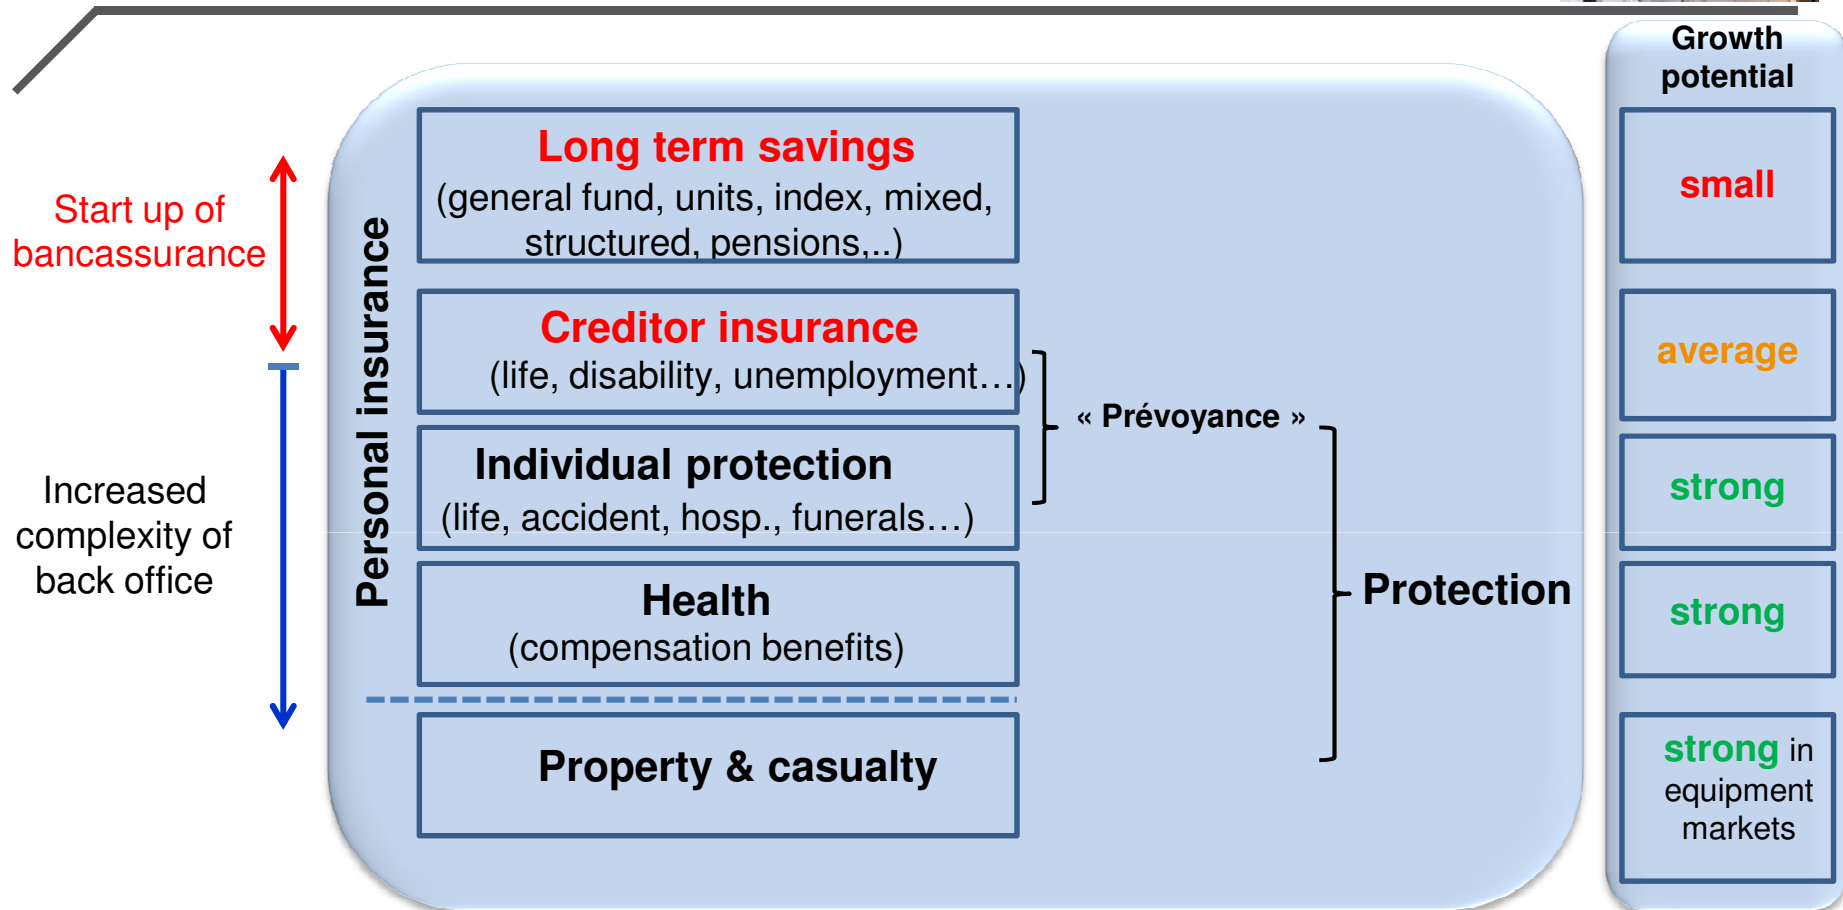 Growth
potential
Long term savings
(general fund, units, index, mixed,
structured, pensions,..)
small
Start up of
bancassurance
Personal insurance
Creditor insurance
(life, disability, unemployment…)
average
« Prévoyance »
Individual protection
(life, accident, hosp., funerals…)
strong
Increased
complexity of
back office
Health
(compensation benefits)
Protection
strong
Property & casualty
strong in
equipment
markets